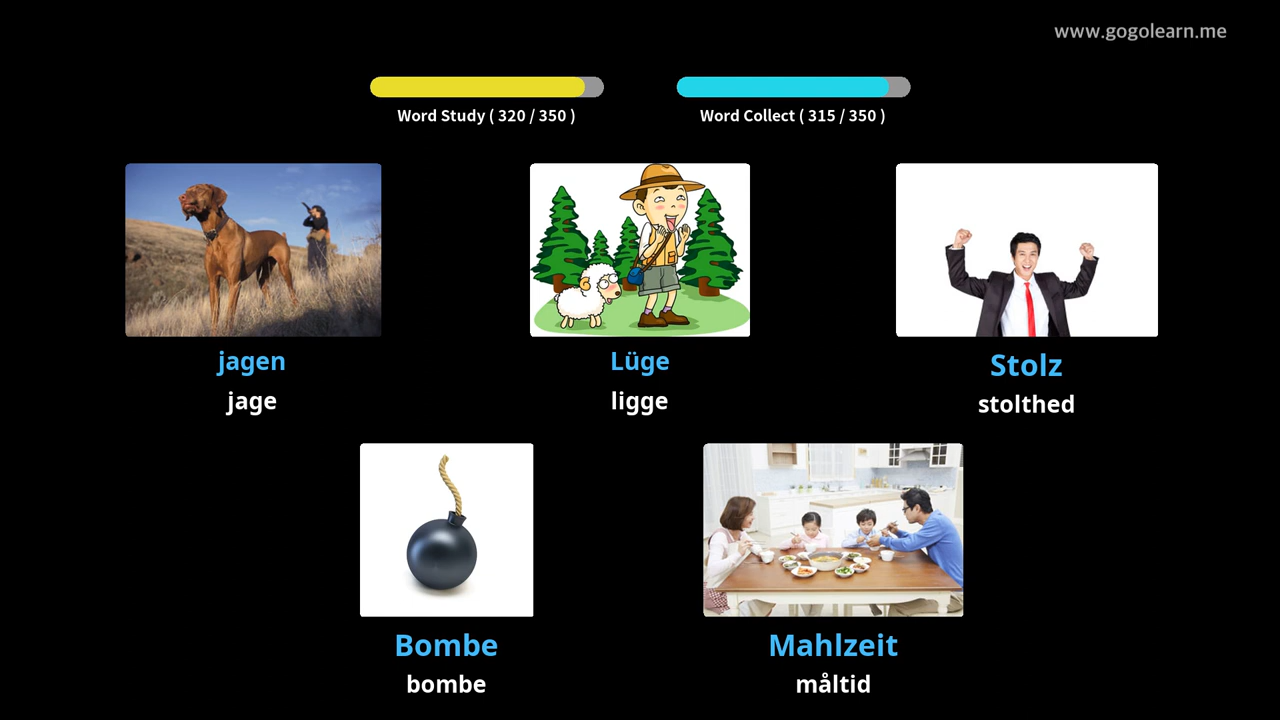 www.gogolearn.me
Word Study ( 320 / 350 )
Word Collect ( 315 / 350 )
jagen
jage
Lüge
ligge
Stolz
stolthed
Bombe
bombe
Mahlzeit
måltid